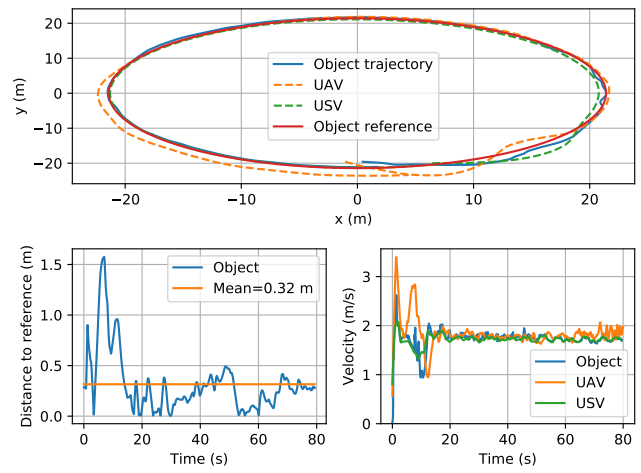 20
10
0
−10
−20
y (m)
Object trajectory
UAV
USV
Object reference
−20
−10
0
10
20
x (m)
1.5
1.0
0.5
0.0
Distance to reference (m)
Object
Mean=0.32 m
0
20
40
60
80
Time (s)
3
2
1
0
Velocity (m/s)
Object
UAV
USV
0
20
40
60
80
Time (s)